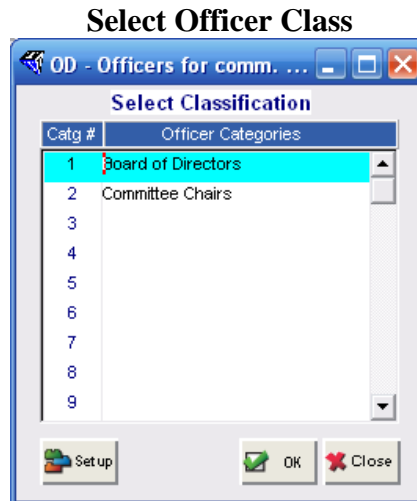 Select Officer Class
OD - Officers for comm. ...
Select Classification
Catg # Officer Categories
1 Board of Directors
2 Committee Chairs
3
4
5
6
7
8
9
Setup OK Close